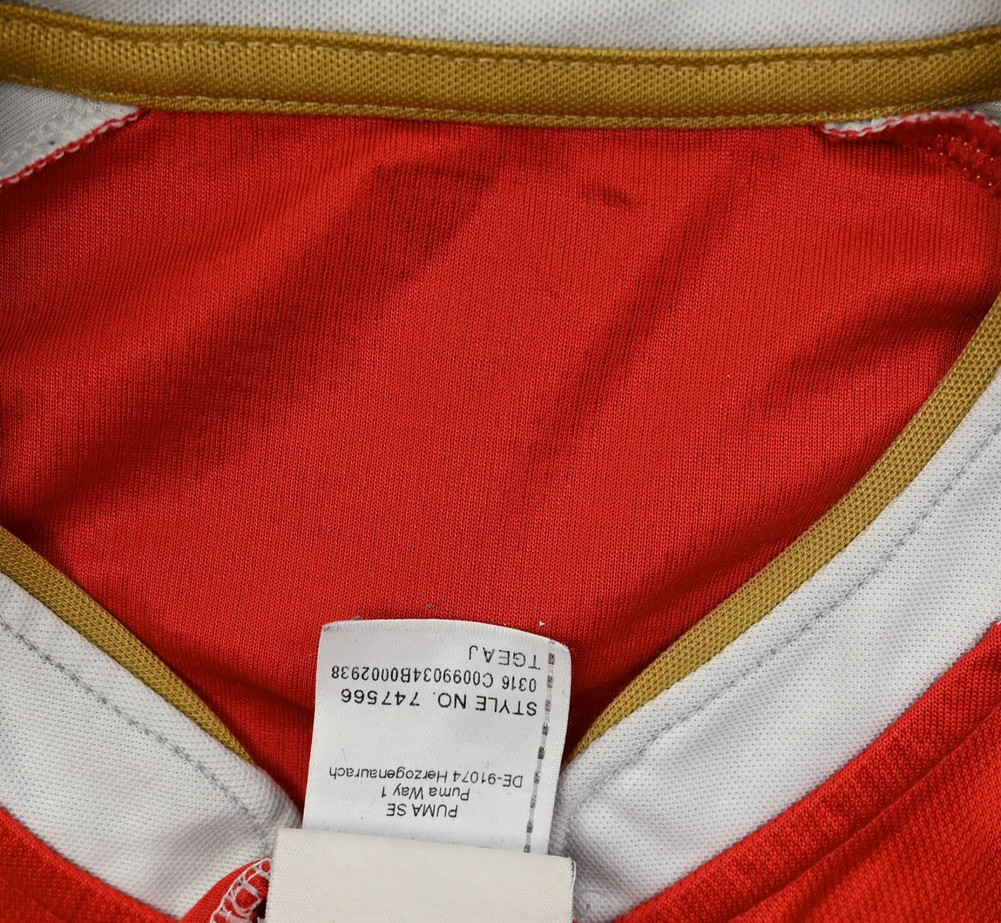 PUMA SE
Puma Way 1
DE-91074 Herzogenaurach
STYLE NO. 747566
0316 C0099034B0002938
TGEAJ